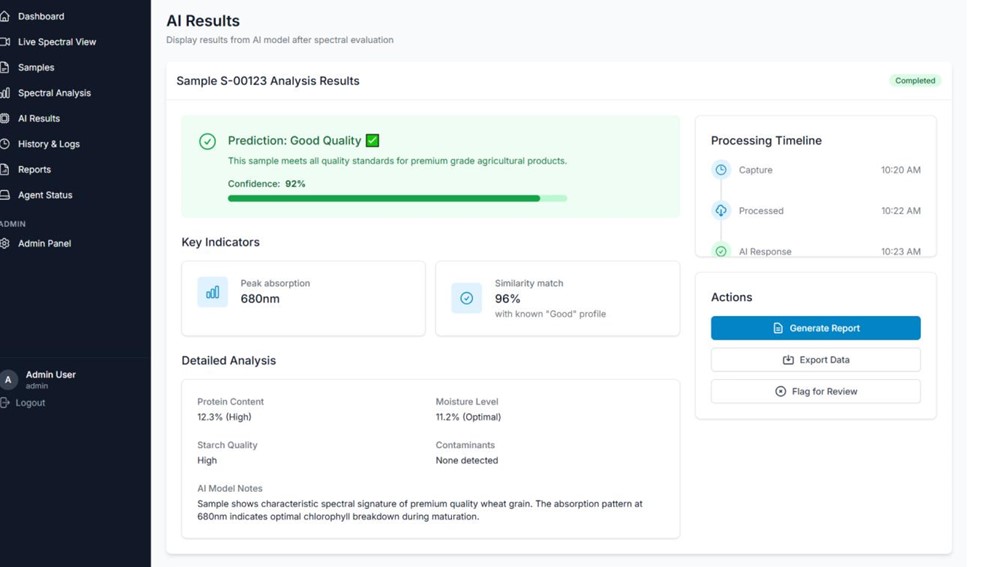 Dashboard
Live Spectral View
Samples
Spectral Analysis
AI Results
History & Logs
Reports
Agent Status
ADMIN
Admin Panel
A
Admin User
admin
Logout
AI Results
Display results from AI model after spectral evaluation
Sample S-00123 Analysis Results
Completed
Prediction: Good Quality ✅
This sample meets all quality standards for premium grade agricultural products.
Confidence: 92%
Key Indicators
Peak absorption
680nm
Similarity match
96%
with known "Good" profile
Detailed Analysis
Protein Content
12.3% (High)
Moisture Level
11.2% (Optimal)
Starch Quality
High
Contaminants
None detected
AI Model Notes
Sample shows characteristic spectral signature of premium quality wheat grain. The absorption pattern at
680nm indicates optimal chlorophyll breakdown during maturation.
Processing Timeline
Capture 10:20 AM
Processed 10:22 AM
AI Response 10:23 AM
Actions
Generate Report
Export Data
Flag for Review